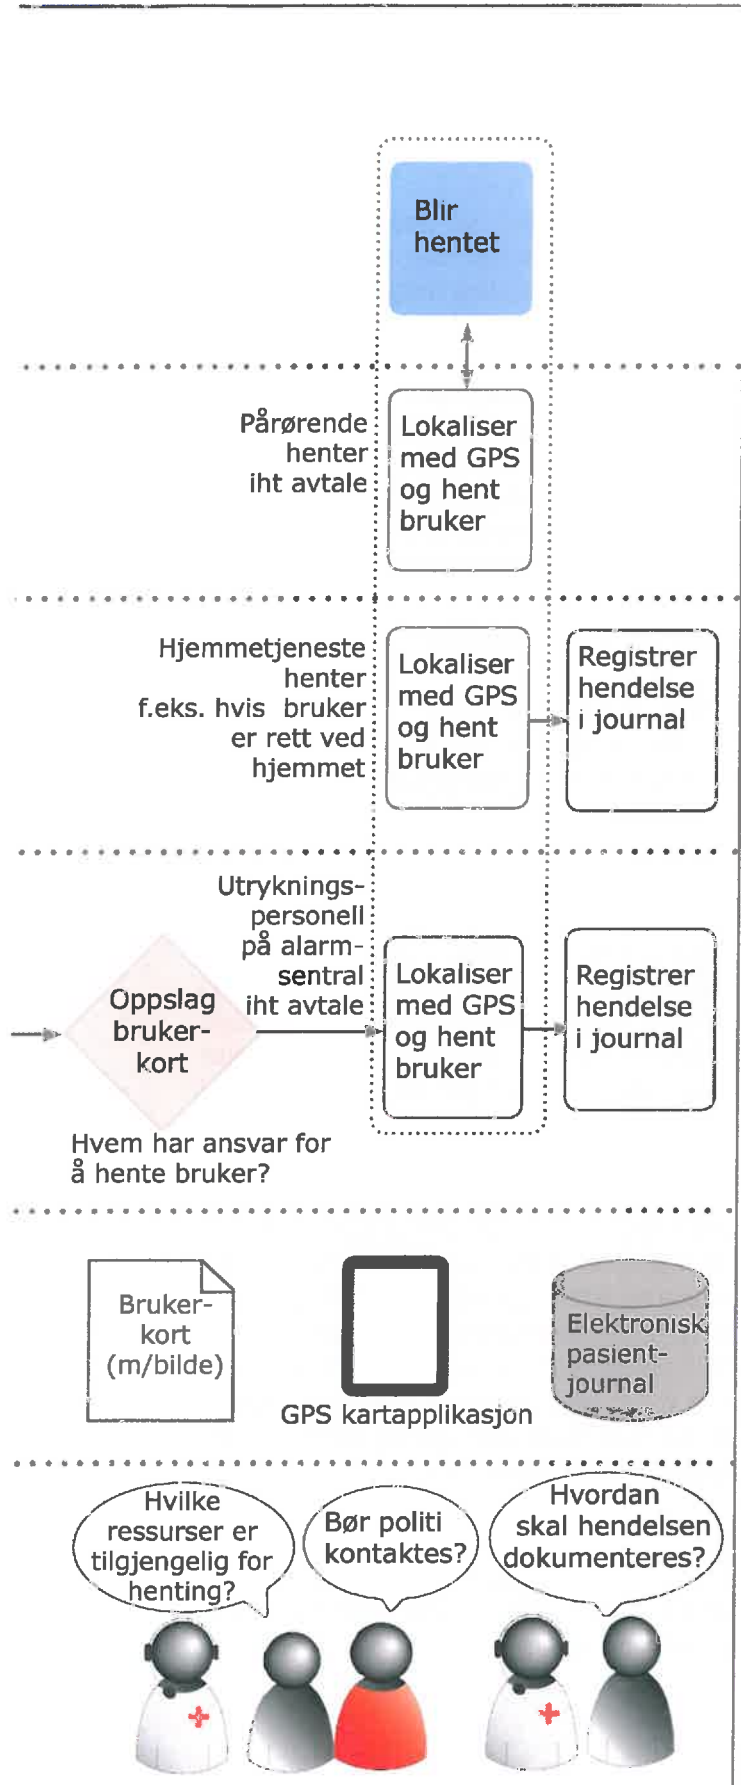 Blir
hentet
Pårørende
henter
iht avtale
Lokaliser
med GPS
og hent
bruker
Hjemmetjeneste
henter
f.eks. hvis bruker
er rett ved
hjemmet
Lokaliser
med GPS
og hent
bruker
Registrer
hendelse
i journal
Utryknings-
personell
på alarm-
sentral
iht avtale
Oppslag
bruker-
kort
Lokaliser
med GPS
og hent
bruker
Registrer
hendelse
i journal
Hvem har ansvar for
å hente bruker?
Bruker-
kort
(m/bilde)
GPS kartapplikasjon
Elektronisk
pasient-
journal
Hvilke
ressurser er
tilgjengelig for
henting?
Bør politi
kontaktes?
Hvordan
skal hendelsen
dokumenteres?